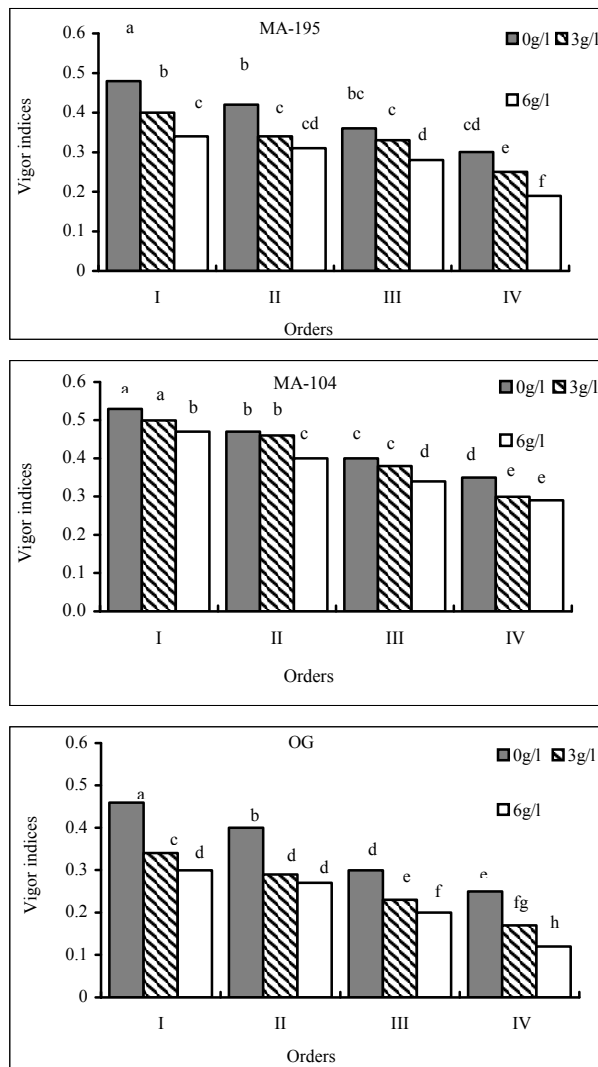 MA-195
0g/l 3g/l
6g/l
Vigor indices
0.6
0.5
0.4
0.3
0.2
0.1
0
a b c b c cd bc c d cd e f
I II III IV
Orders
MA-104
0g/l 3g/l
6g/l
Vigor indices
0.6
0.5
0.4
0.3
0.2
0.1
0.0
a a b b b c c c d d e e
I II III IV
Orders
OG
0g/l 3g/l
6g/l
Vigor indices
0.6
0.5
0.4
0.3
0.2
0.1
0
a c d b d d d e f e fg h
I II III IV
Orders